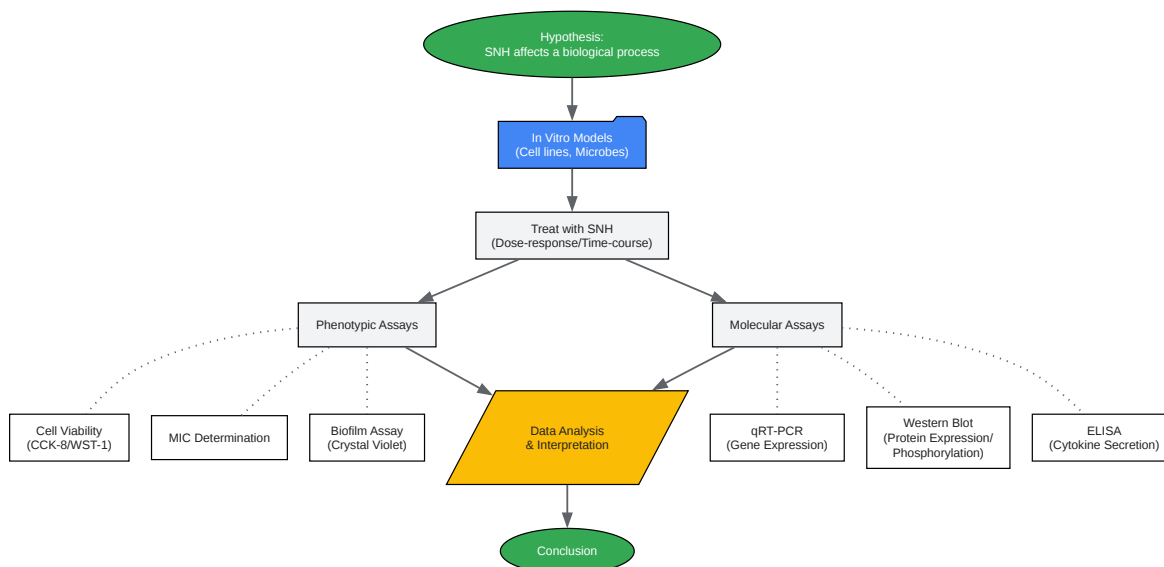 Hypothesis:
SNH affects a biological process
In Vitro Models
(Cell lines, Microbes)
Treat with SNH
(Dose-response/Time-course)
Phenotypic Assays
Molecular Assays
Cell Viability
(CCK-8/WST-1)
MIC Determination
Biofilm Assay
(Crystal Violet)
Data Analysis
& Interpretation
qRT-PCR
(Gene Expression)
Western Blot
(Protein Expression/
Phosphorylation)
ELISA
(Cytokine Secretion)
Conclusion